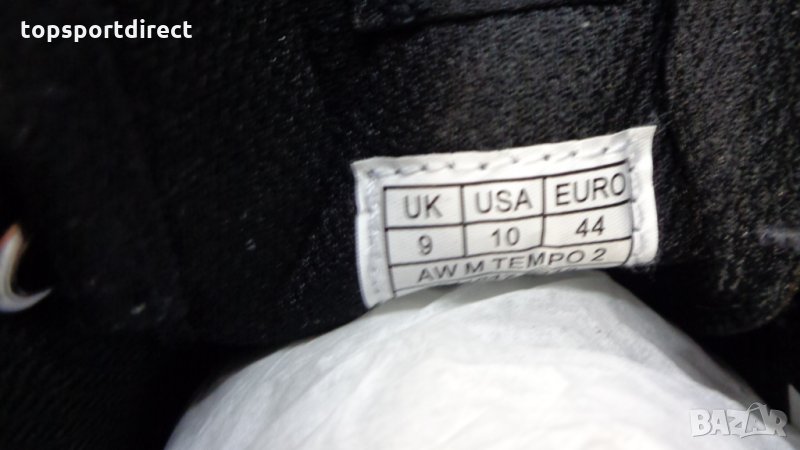 topsportdirect
UK USA EURO
9 10 44
AW M TEMPO 2
BAZAR